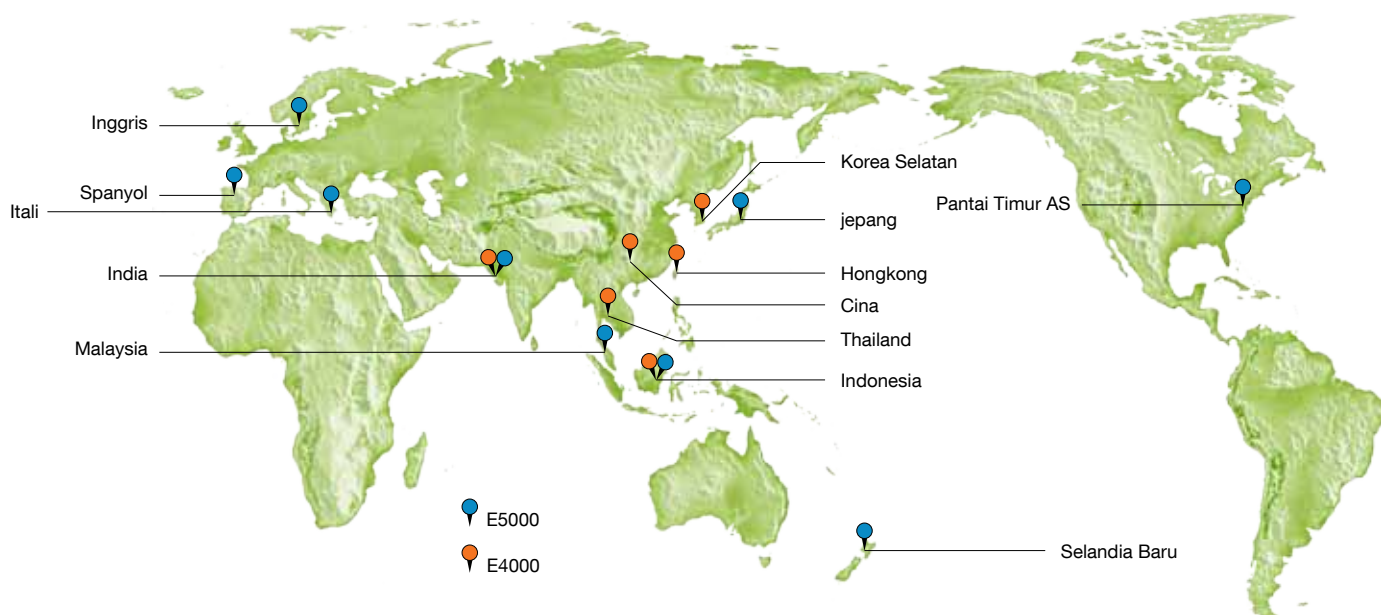 Inggris
Spanyol
Itali
India
Malaysia
Korea Selatan
jepang
Hongkong
Cina
Thailand
Indonesia
Pantai Timur AS
Selandia Baru
E5000
E4000